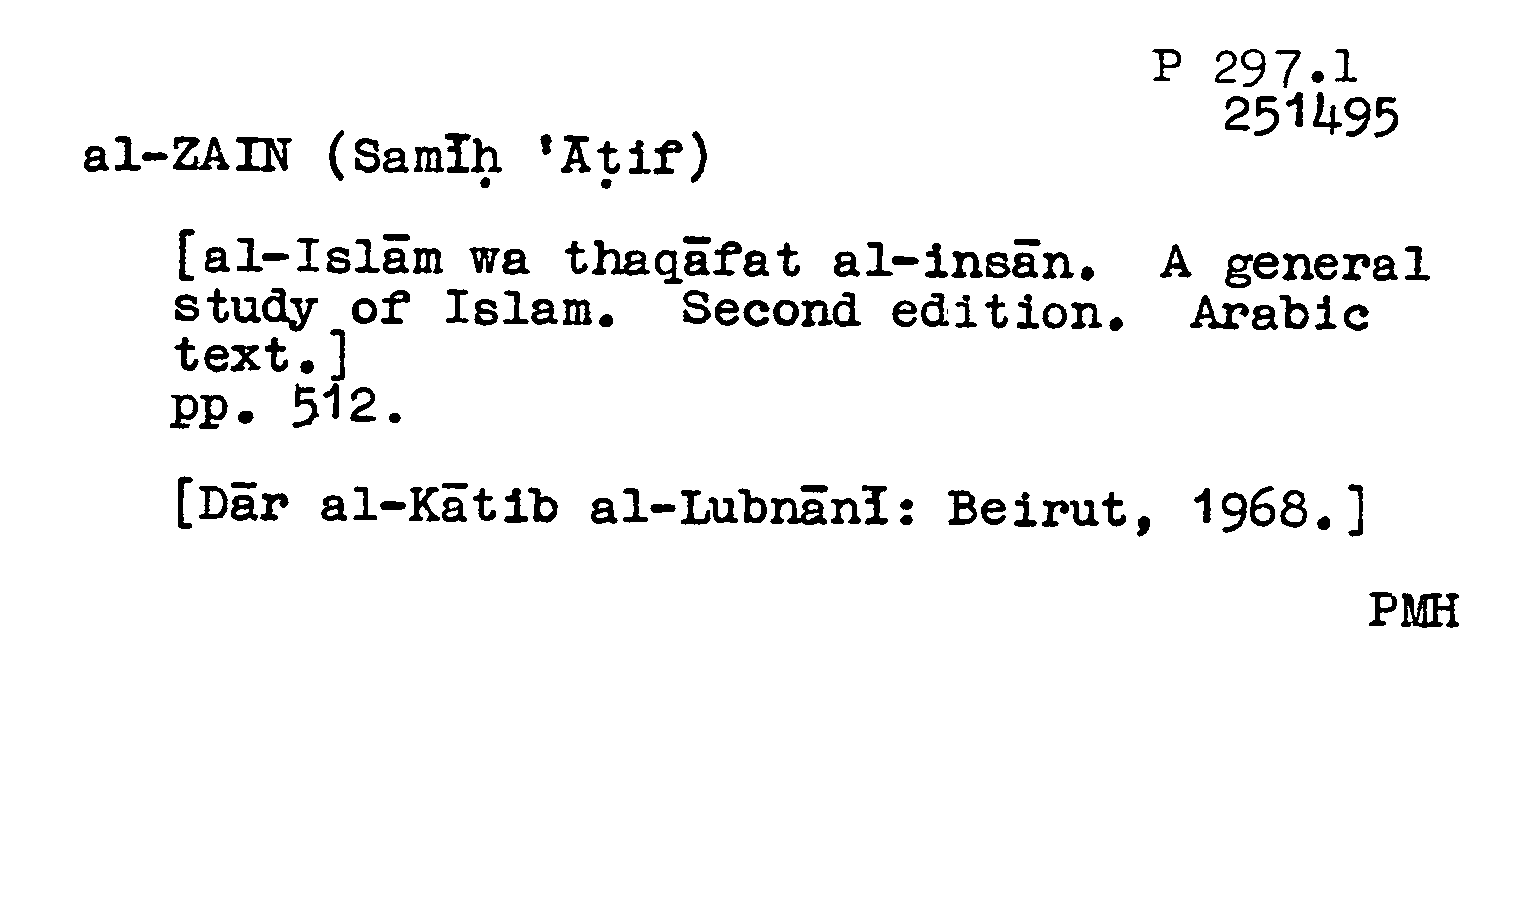 P 297.1
251495
al-ZAIN (Samīḥ 'Āṭif)
[al-Islām wa thaqāfat al-insān. A general
study of Islam. Second edition. Arabic
text.]
pp. 512.
[Dār al-Kātib al-Lubnānī: Beirut, 1968.]
PMH